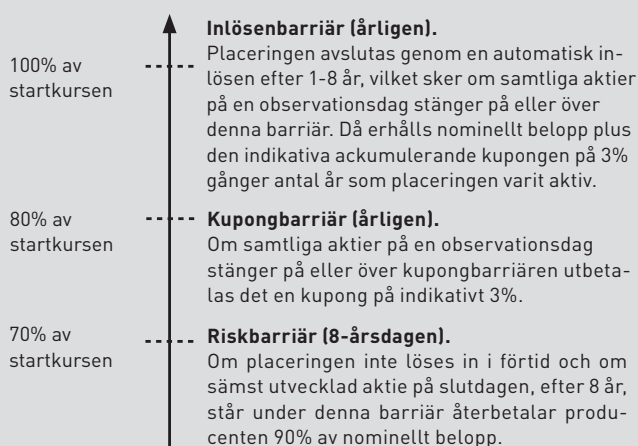 Inlösenbarriär (årligen).
100% av
startkursen
Placeringen avslutas genom en automatisk in-
lösen efter 1-8 år, vilket sker om samtliga aktier
på en observationsdag stänger på eller över
denna barriär. Då erhålls nominellt belopp plus
den indikativa ackumulerande kupongen på 3%
gånger antal år som placeringen varit aktiv.
80% av
startkursen
Kupongbarriär (årligen).
Om samtliga aktier på en observationsdag
stänger på eller över kupongbarriären utbeta-
las det en kupong på indikativt 3%.
70% av
startkursen
Riskbarriär (8-årsdagen).
Om placeringen inte löses in i förtid och om
sämst utvecklad aktie på slutdagen, efter 8 år,
står under denna barriär återbetalar produ-
centen 90% av nominellt belopp.